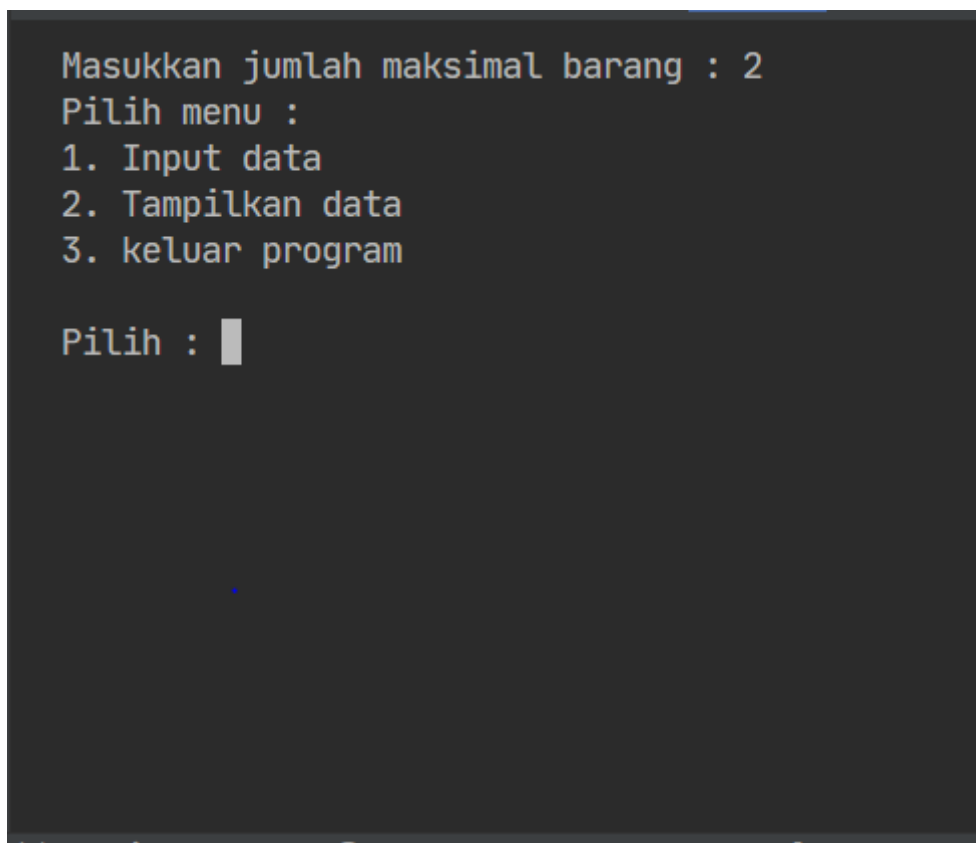 Masukkan jumlah maksimal barang : 2
Pilih menu :
1. Input data
2. Tampilkan data
3. keluar program
Pilih :